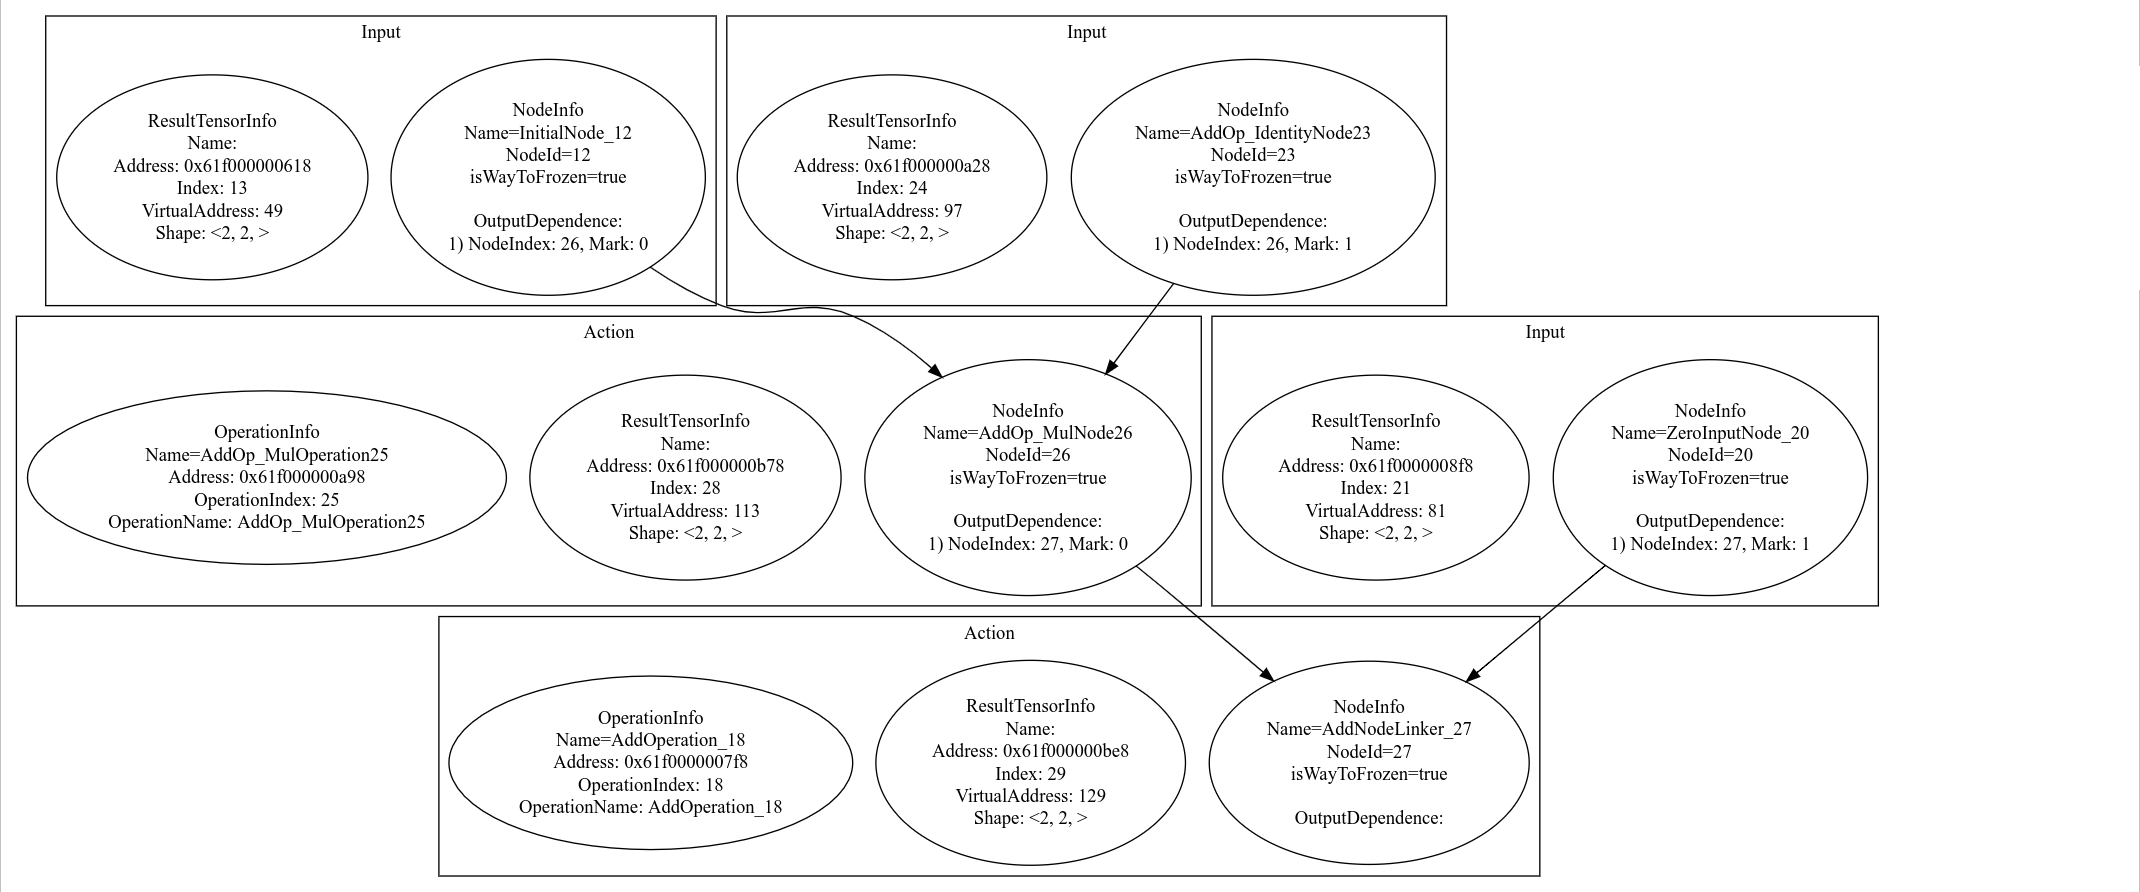 Input
ResultTensorInfo
Name:
Address: 0x61f000000618
Index: 13
VirtualAddress: 49
Shape: <2, 2, >
NodeInfo
Name=InitialNode_12
NodeId=12
isWayToFrozen=true
OutputDependence:
1) NodeIndex: 26, Mark: 0
Input
ResultTensorInfo
Name:
Address: 0x61f000000a28
Index: 24
VirtualAddress: 97
Shape: <2, 2, >
NodeInfo
Name=AddOp_IdentityNode23
NodeId=23
isWayToFrozen=true
OutputDependence:
1) NodeIndex: 26, Mark: 1
Action
OperationInfo
Name=AddOp_MulOperation25
Address: 0x61f000000a98
OperationIndex: 25
OperationName: AddOp_MulOperation25
ResultTensorInfo
Name:
Address: 0x61f000000b78
Index: 28
VirtualAddress: 113
Shape: <2, 2, >
NodeInfo
Name=AddOp_MulNode26
NodeId=26
isWayToFrozen=true
OutputDependence:
1) NodeIndex: 27, Mark: 0
Input
ResultTensorInfo
Name:
Address: 0x61f0000008f8
Index: 21
VirtualAddress: 81
Shape: <2, 2, >
NodeInfo
Name=ZeroInputNode_20
NodeId=20
isWayToFrozen=true
OutputDependence:
1) NodeIndex: 27, Mark: 1
Action
OperationInfo
Name=AddOperation_18
Address: 0x61f0000007f8
OperationIndex: 18
OperationName: AddOperation_18
ResultTensorInfo
Name:
Address: 0x61f000000be8
Index: 29
VirtualAddress: 129
Shape: <2, 2, >
NodeInfo
Name=AddNodeLinker_27
NodeId=27
isWayToFrozen=true
OutputDependence: